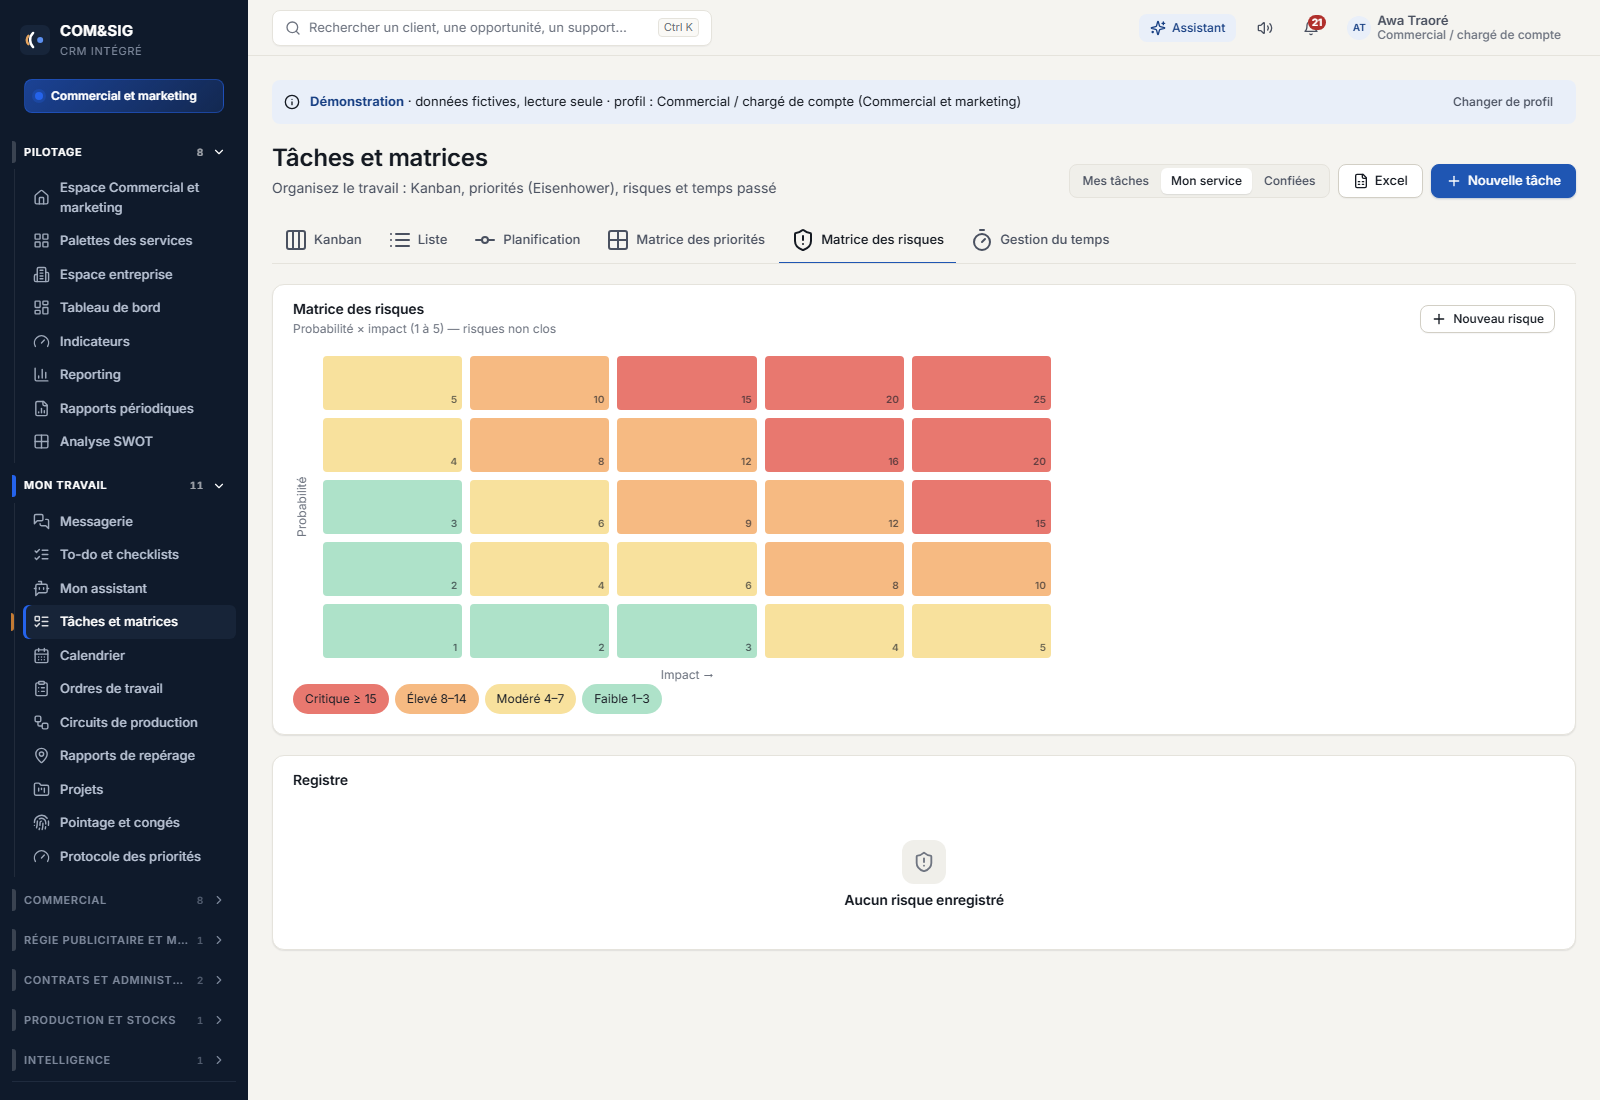 COM&SIG
CRM INTÉGRÉ
Commercial et marketing
PILOTAGE 8
Espace Commercial et
marketing
Palettes des services
Espace entreprise
Tableau de bord
Indicateurs
Reporting
Rapports périodiques
Analyse SWOT
MON TRAVAIL 11
Messagerie
To-do et checklists
Mon assistant
Tâches et matrices
Calendrier
Ordres de travail
Circuits de production
Rapports de repérage
Projets
Pointage et congés
Protocole des priorités
COMMERCIAL 8
RÉGIE PUBLICITAIRE ET M... 1
CONTRATS ET ADMINIST... 2
PRODUCTION ET STOCKS 1
INTELLIGENCE 1
Rechercher un client, une opportunité, un support... Ctrl K
Assistant
21
AT
Awa Traoré
Commercial / chargé de compte
Démonstration · données fictives, lecture seule · profil : Commercial / chargé de compte (Commercial et marketing)
Changer de profil
Tâches et matrices
Organisez le travail : Kanban, priorités (Eisenhower), risques et temps passé
Mes tâches Mon service Confiées
Excel
+ Nouvelle tâche
Kanban Liste Planification Matrice des priorités Matrice des risques Gestion du temps
Matrice des risques
Probabilité × impact (1 à 5) — risques non clos
+ Nouveau risque
Probabilité
5 10 15 20 25
4 8 12 16 20
3 6 9 12 15
2 4 6 8 10
1 2 3 4 5
Impact →
Critique ≥ 15 Élevé 8–14 Modéré 4–7 Faible 1–3
Registre
Aucun risque enregistré